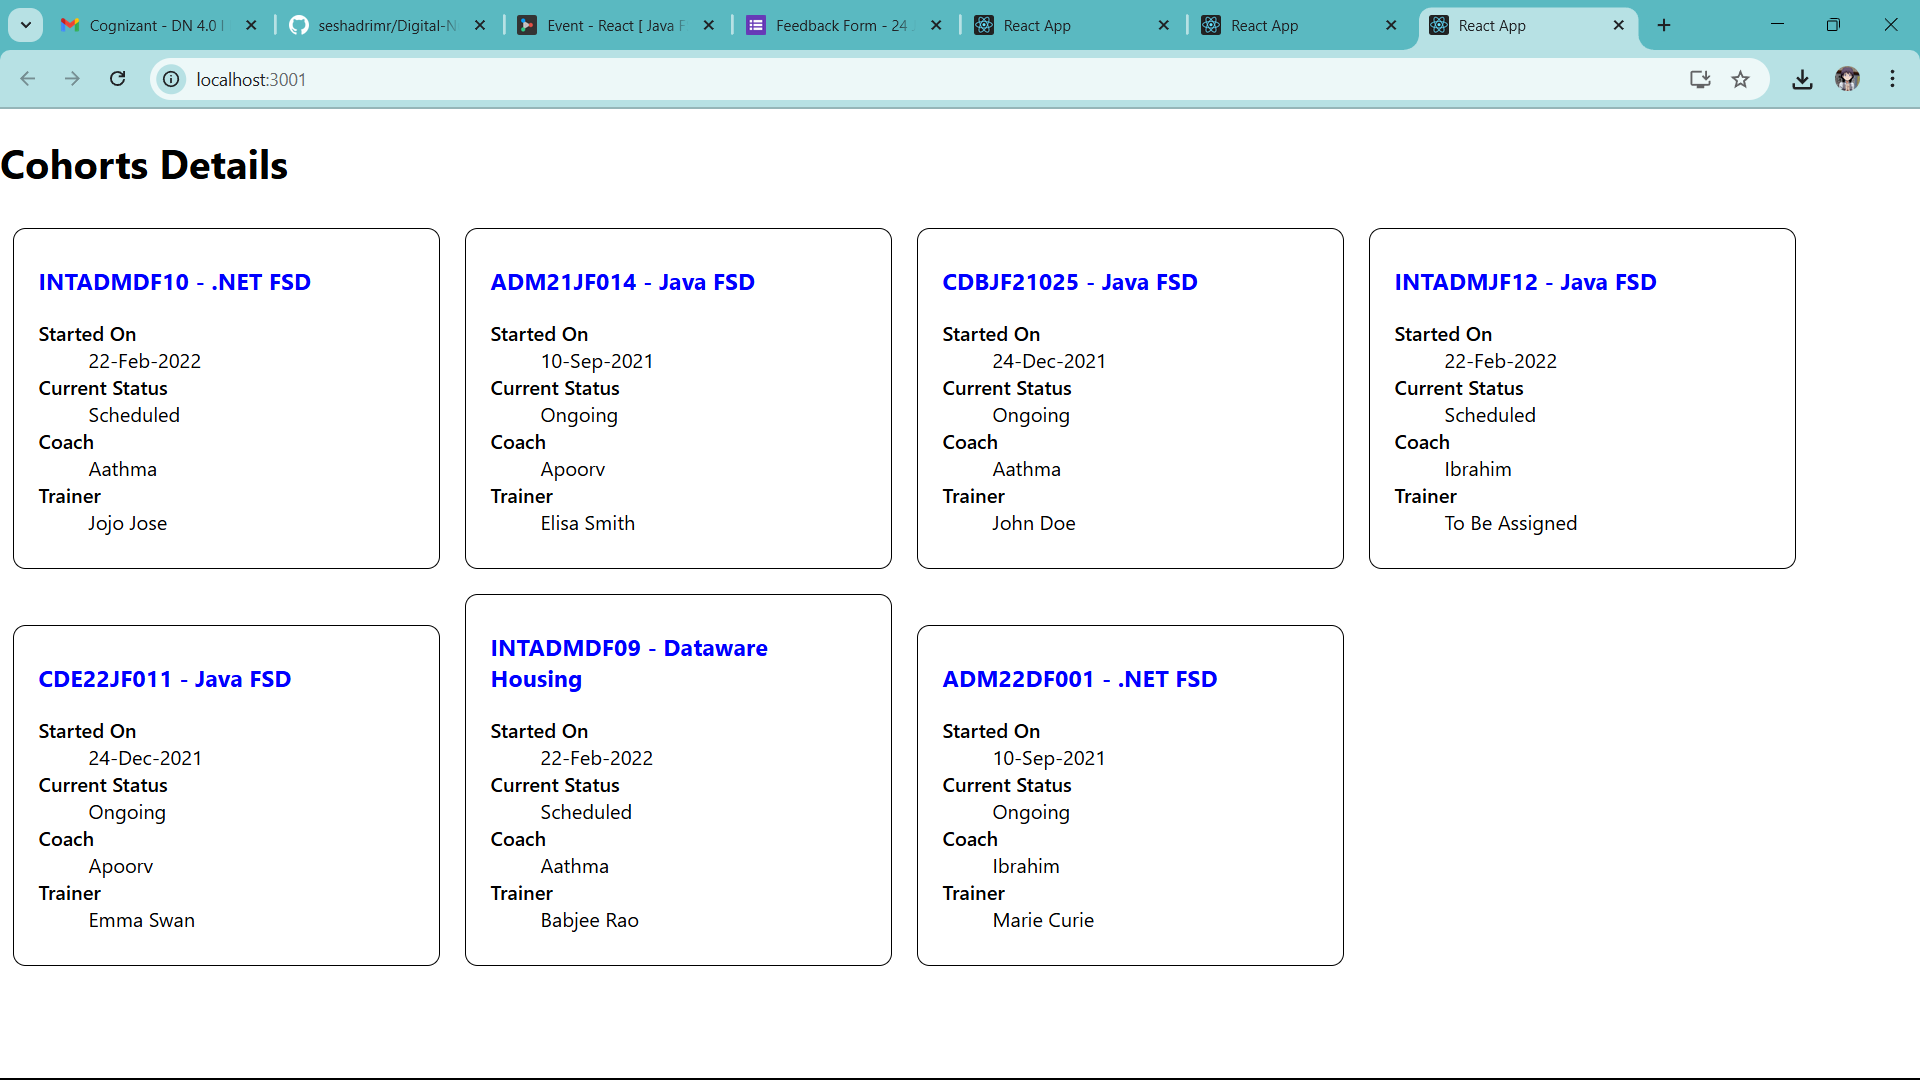 Cognizant - DN 4.0
seshadrimr/Digital-N
Event - React [ Java F
Feedback Form - 24
React App
React App
React App
localhost:3001
Cohorts Details
INTADMDF10 - .NET FSD
Started On
22-Feb-2022
Current Status
Scheduled
Coach
Aathma
Trainer
Jojo Jose
ADM21JF014 - Java FSD
Started On
10-Sep-2021
Current Status
Ongoing
Coach
Apoorv
Trainer
Elisa Smith
CDBJF21025 - Java FSD
Started On
24-Dec-2021
Current Status
Ongoing
Coach
Aathma
Trainer
John Doe
INTADMJF12 - Java FSD
Started On
22-Feb-2022
Current Status
Scheduled
Coach
Ibrahim
Trainer
To Be Assigned
CDE22JF011 - Java FSD
Started On
24-Dec-2021
Current Status
Ongoing
Coach
Apoorv
Trainer
Emma Swan
INTADMDF09 - Dataware
Housing
Started On
22-Feb-2022
Current Status
Scheduled
Coach
Aathma
Trainer
Babjee Rao
ADM22DF001 - .NET FSD
Started On
10-Sep-2021
Current Status
Ongoing
Coach
Ibrahim
Trainer
Marie Curie